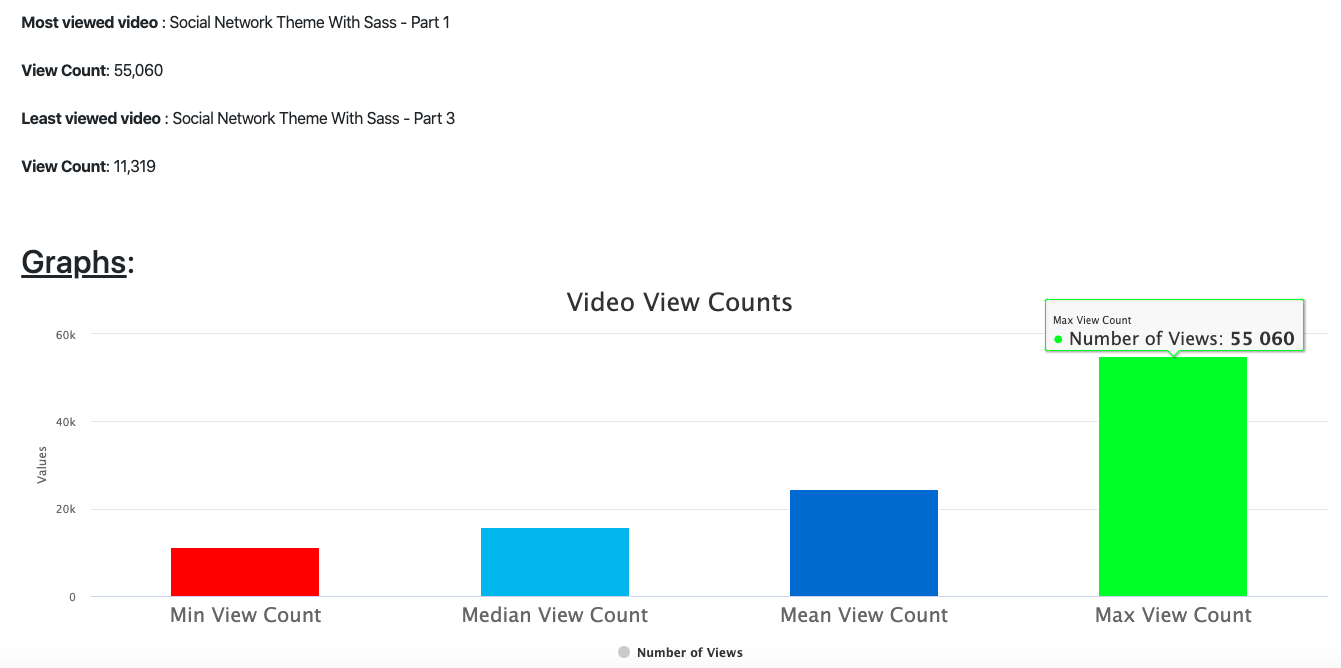 Most viewed video : Social Network Theme With Sass - Part 1
View Count: 55,060
Least viewed video : Social Network Theme With Sass - Part 3
View Count: 11,319
Graphs:
Video View Counts
Max View Count
Number of Views: 55 060
60k
40k
20k
0
Values
Min View Count
Median View Count
Mean View Count
Max View Count
Number of Views